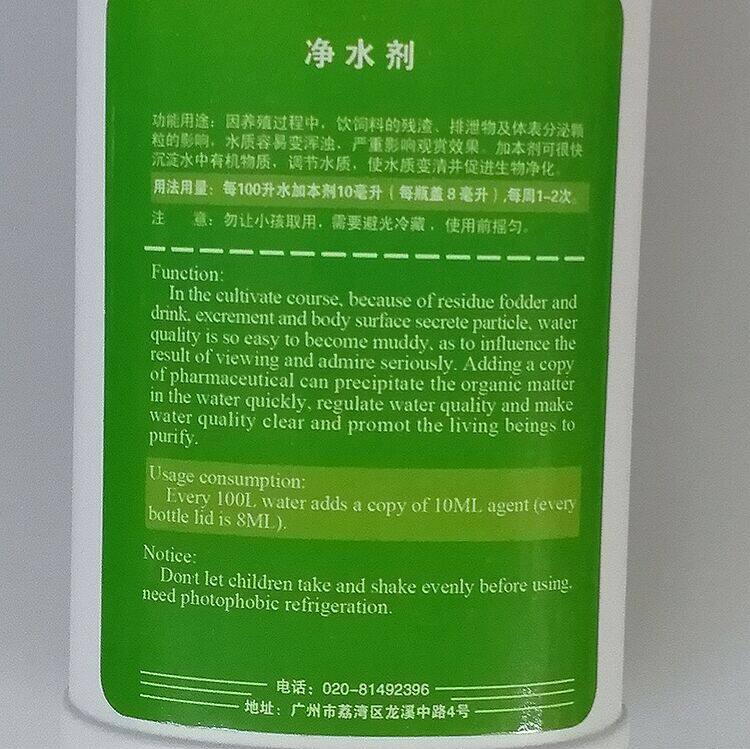 净水剂
功能用途：因养殖过程中，饮饲料的残渣、排泄物及体表分泌颗
粒的影响，水质容易变浑浊，严重影响观赏效果。加本剂可很快
沉淀水中有机物质，调节水质，使水质变清并促进生物净化。
用法用量：每100升水加本剂10毫升（每瓶盖8毫升），每周1-2次。
注 意：勿让小孩取用，需要避光冷藏，使用前摇匀。
Function:
In the cultivate course, because of residue fodder and
drink, excrement and body surface secrete particle, water
quality is so easy to become muddy, as to influence the
result of viewing and admire seriously. Adding a copy
of pharmaceutical can precipitate the organic matter
in the water quickly, regulate water quality and make
water quality clear and promot the living beings to
purify.
Usage consumption:
Every 100L water adds a copy of 10ML agent (every
bottle lid is 8ML).
Notice:
Don't let children take and shake evenly before using,
need photophobic refrigeration.
电话：020-81492396
地址：广州市荔湾区龙溪中路4号